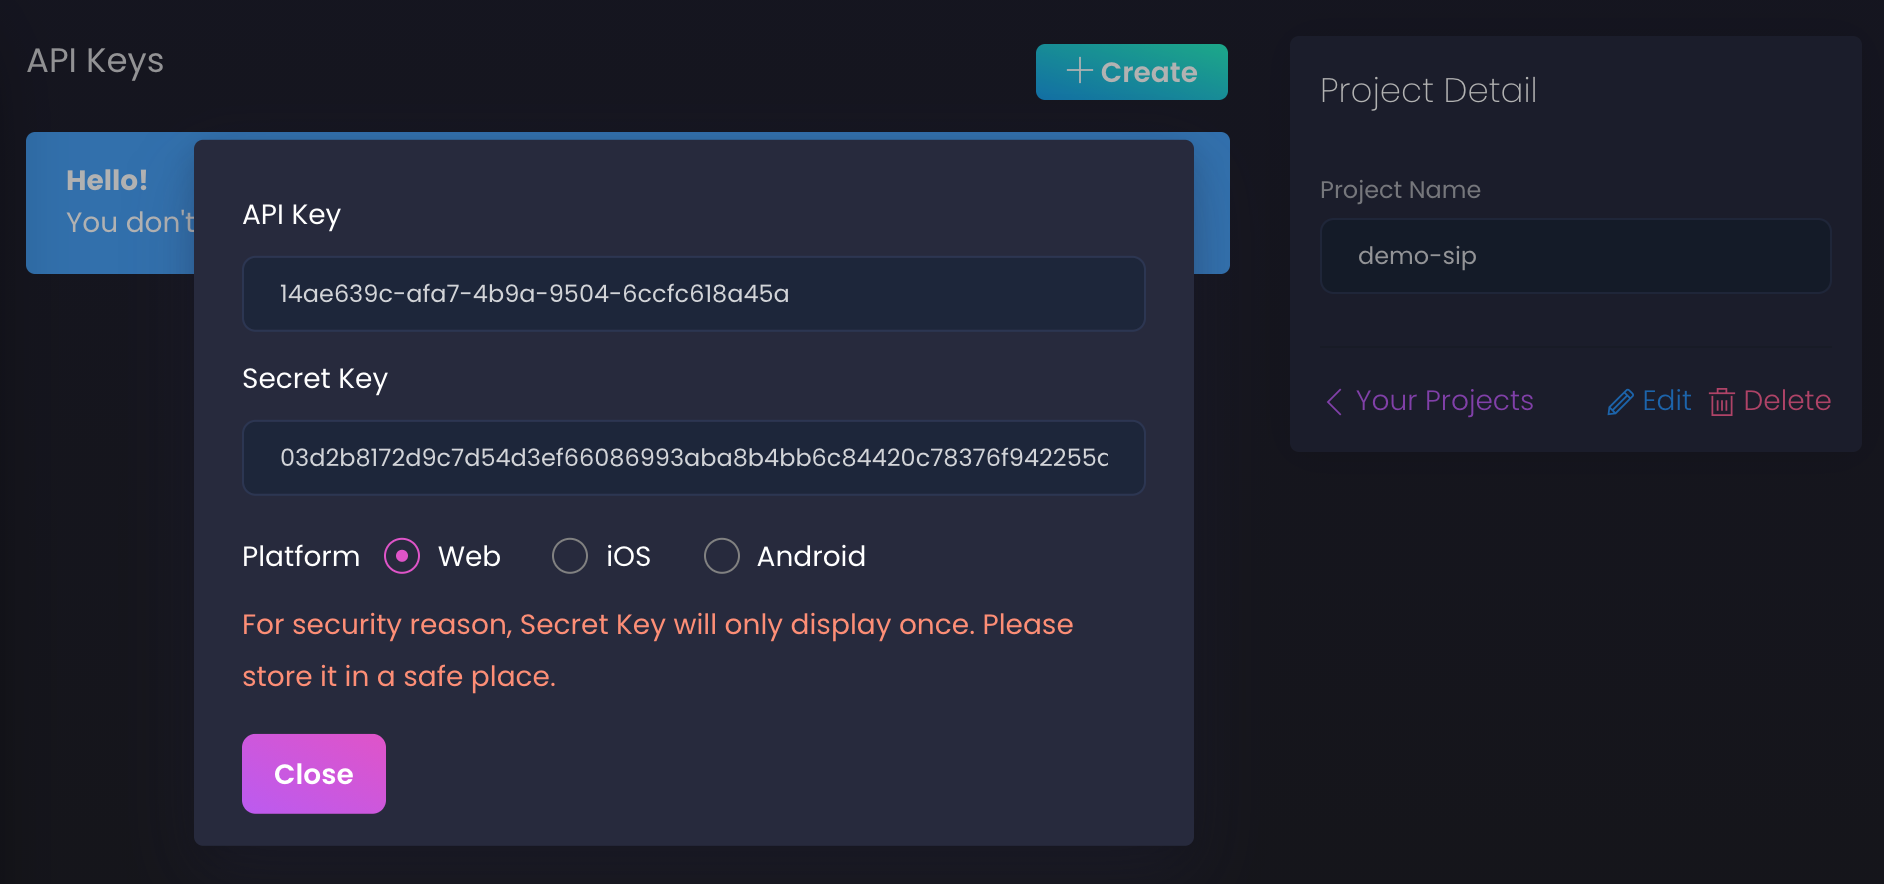 API Keys
Create
Hello!
You don't
API Key
14ae639c-afa7-4b9a-9504-6ccfc618a45a
Secret Key
03d2b8172d9c7d54d3ef66086993aba8b4bb6c84420c78376f942255c
Platform Web iOS Android
For security reason, Secret Key will only display once. Please
store it in a safe place.
Close
Project Detail
Project Name
demo-sip
Your Projects Edit Delete